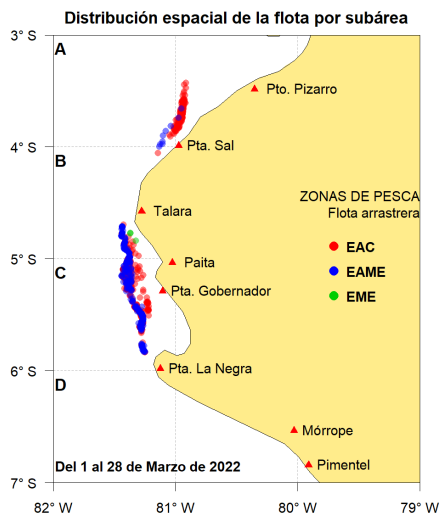 Distribución espacial de la flota por subárea
3° S
A
Pto. Pizarro
4° S
Pta. Sal
B
ZONAS DE PESCA
Talara
Flota arrastrera
EAC
5° S
Paita
C
EAME
Pta. Gobernador
EME
6° S
Pta. La Negra
D
Mórrope
Del 1 al 28 de Marzo de 2022
Pimentel
7° S
82° W
81° W
80° W
79° W